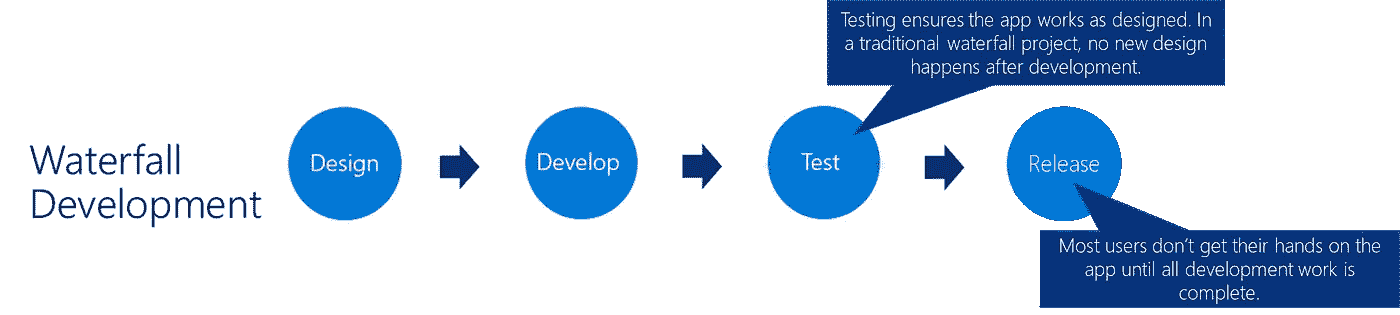 Testing ensures the app works as designed. In
a traditional waterfall project, no new design
happens after development.
Waterfall
Development
Design
Develop
Test
Release
Most users don't get their hands on the
app until all development work is
complete.